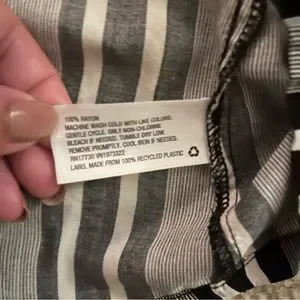 100% RAYON
MACHINE WASH COLD WITH LIKE COLORS.
GENTLE CYCLE. ONLY NON-CHLORINE
BLEACH IF NEEDED. TUMBLE DRY LOW.
REMOVE PROMPTLY. COOL IRON IF NEEDED.
RN17730 VN1973322
LABEL MADE FROM 100% RECYCLED PLASTIC